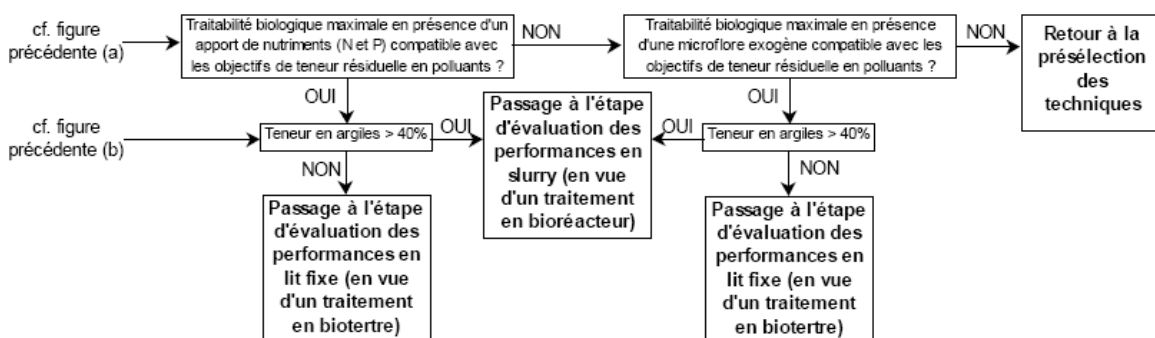 cf. figure
précédente (a)
Traitabilité biologique maximale en présence d'un
apport de nutriments (N et P) compatible avec
les objectifs de teneur résiduelle en polluants ?
NON
Traitabilité biologique maximale en présence
d'une microflore exogène compatible avec les
objectifs de teneur résiduelle en polluants ?
NON
Retour à la
présélection
des
techniques
OUI
OUI
cf. figure
précédente (b)
Teneur en argiles > 40%
OUI
Passage à l'étape
d'évaluation des
performances en
slurry (en vue
d'un traitement
en bioréacteur)
OUI
Teneur en argiles > 40%
NON
NON
Passage à l'étape
d'évaluation des
performances en
lit fixe (en vue
d'un traitement
en biotertre)
Passage à l'étape
d'évaluation des
performances en
lit fixe (en vue
d'un traitement
en biotertre)